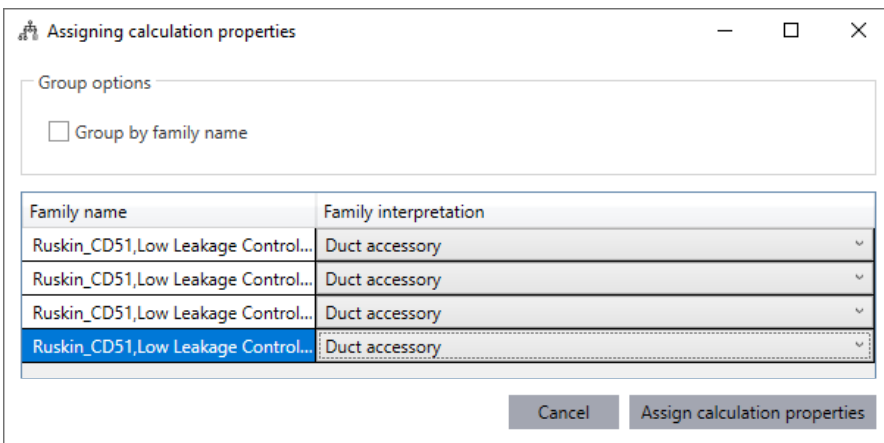 Assigning calculation properties
Group options
Group by family name
Family name Family interpretation
Ruskin_CD51,Low Leakage Control... Duct accessory
Ruskin_CD51,Low Leakage Control... Duct accessory
Ruskin_CD51,Low Leakage Control... Duct accessory
Ruskin_CD51,Low Leakage Control... Duct accessory
Cancel Assign calculation properties